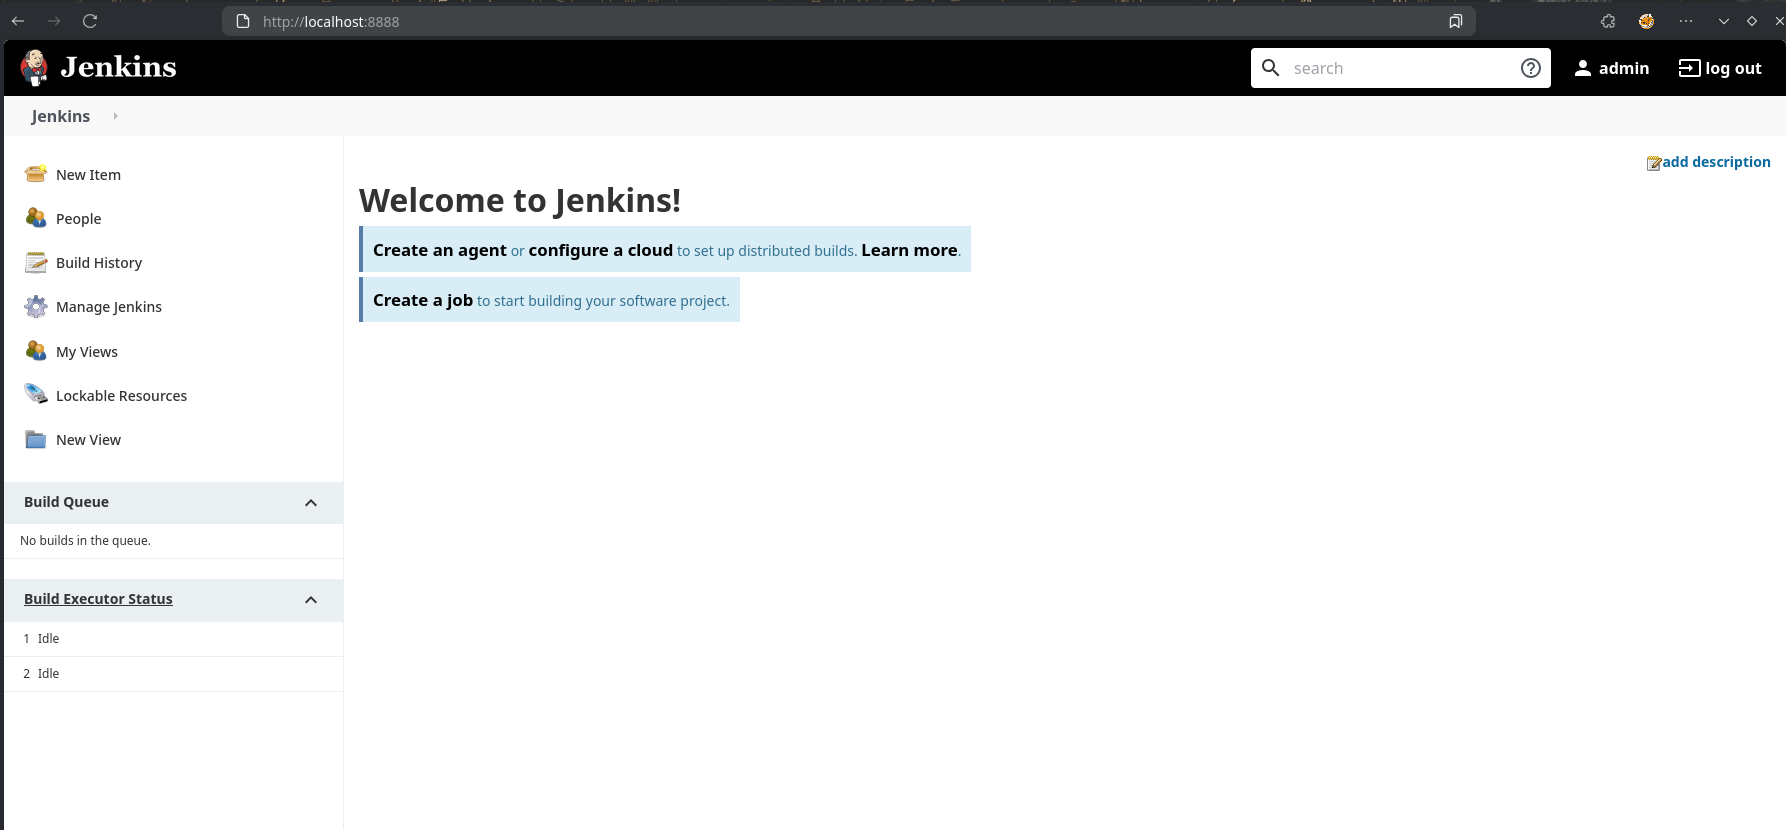 http://localhost:8888
Jenkins
search
admin
log out
Jenkins
New Item
People
Build History
Manage Jenkins
My Views
Lockable Resources
New View
Build Queue
No builds in the queue.
Build Executor Status
1 Idle
2 Idle
add description
Welcome to Jenkins!
Create an agent or configure a cloud to set up distributed builds. Learn more.
Create a job to start building your software project.